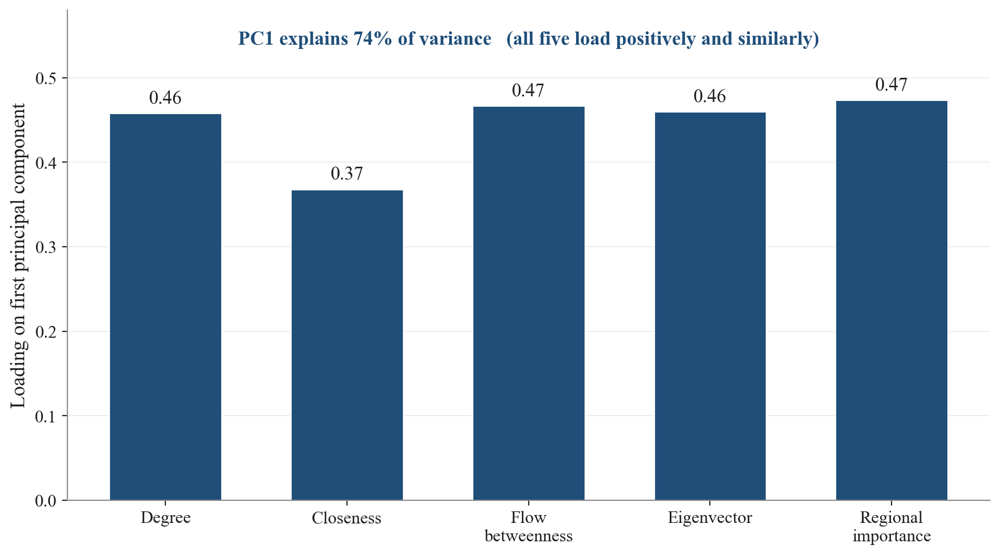 PC1 explains 74% of variance   (all five load positively and similarly)
Loading on first principal component
0.5
0.4
0.3
0.2
0.1
0.0
0.46
0.37
0.47
0.46
0.47
Degree
Closeness
Flow
betweenness
Eigenvector
Regional
importance